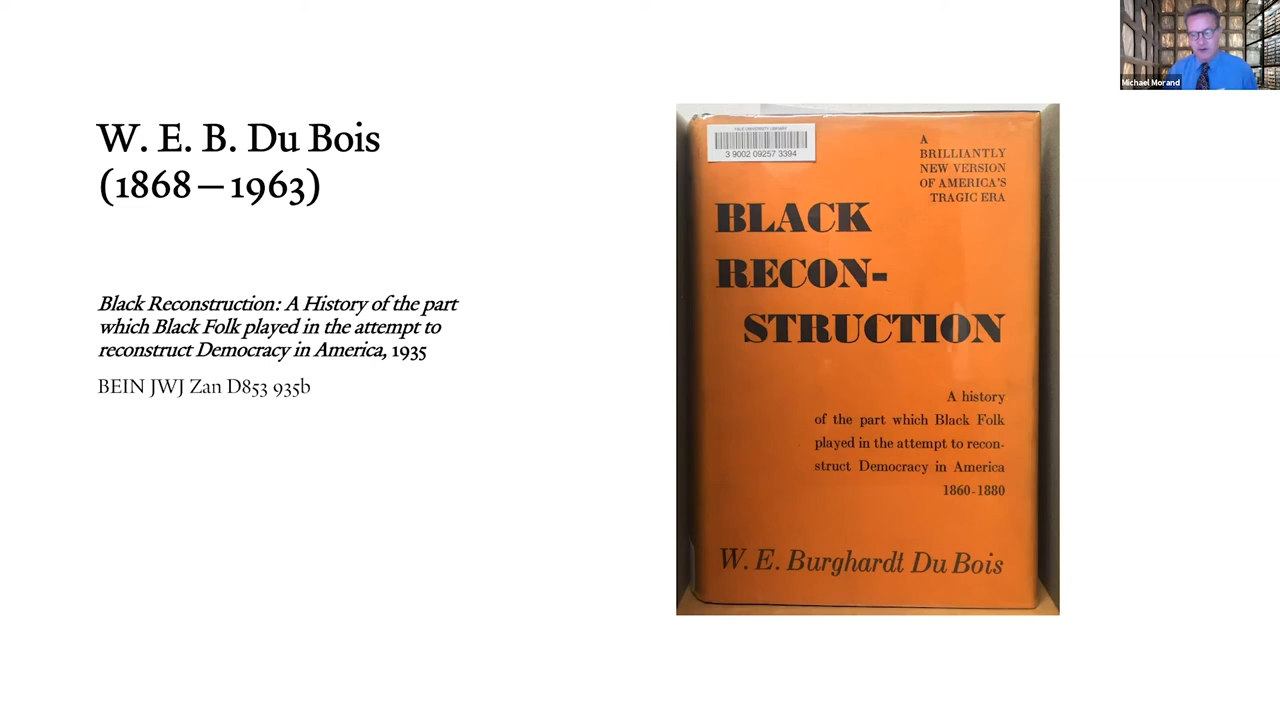 Michael Morand
W. E. B. Du Bois
(1868 – 1963)
Black Reconstruction: A History of the part
which Black Folk played in the attempt to
reconstruct Democracy in America, 1935
BEIN JWJ Zan D853 935b
YALE UNIVERSITY LIBRARY
3 9002 09257 3394
A
BRILLIANTLY
NEW VERSION
OF AMERICA'S
TRAGIC ERA
BLACK
RECON-
STRUCTION
A history
of the part which Black Folk
played in the attempt to recon-
struct Democracy in America
1860-1880
W. E. Burghardt Du Bois